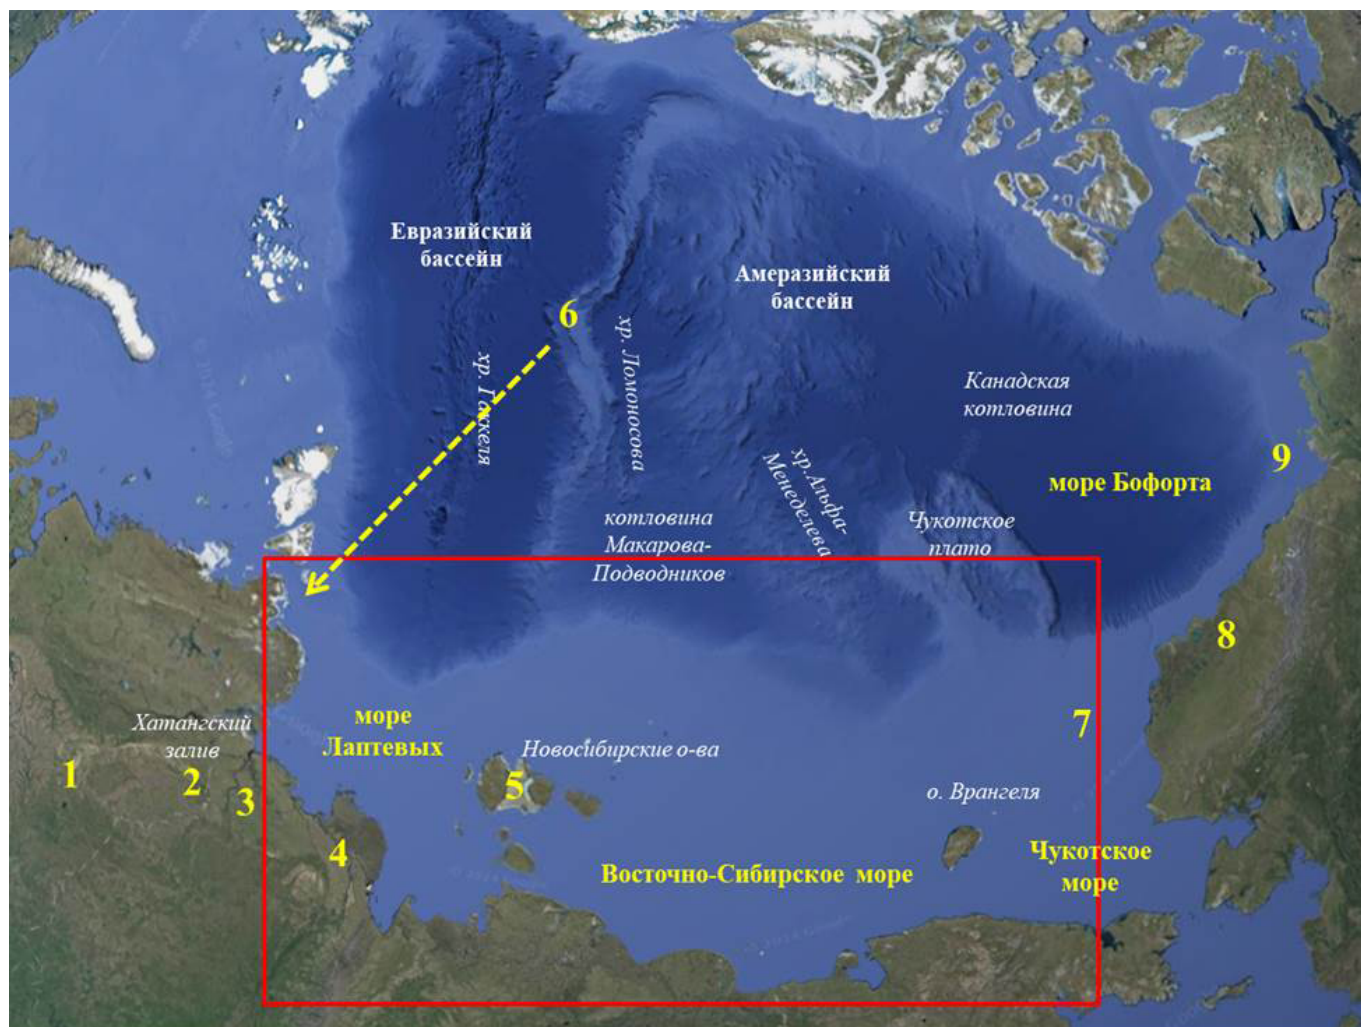 Евразийский
бассейн
Амеразийский
бассейн
6
хр. Ломоносова
хр. Гаккеля
Канадская
котловина
9
море Бофорта
хр.Альфа-
Менеделева
котловина
Макарова-
Подводников
Чукотское
плато
8
Хатангский
залив
море
Лаптевых
7
1
2
3
Новосибирские о-ва
5
о. Врангеля
4
Восточно-Сибирское море
Чукотское
море